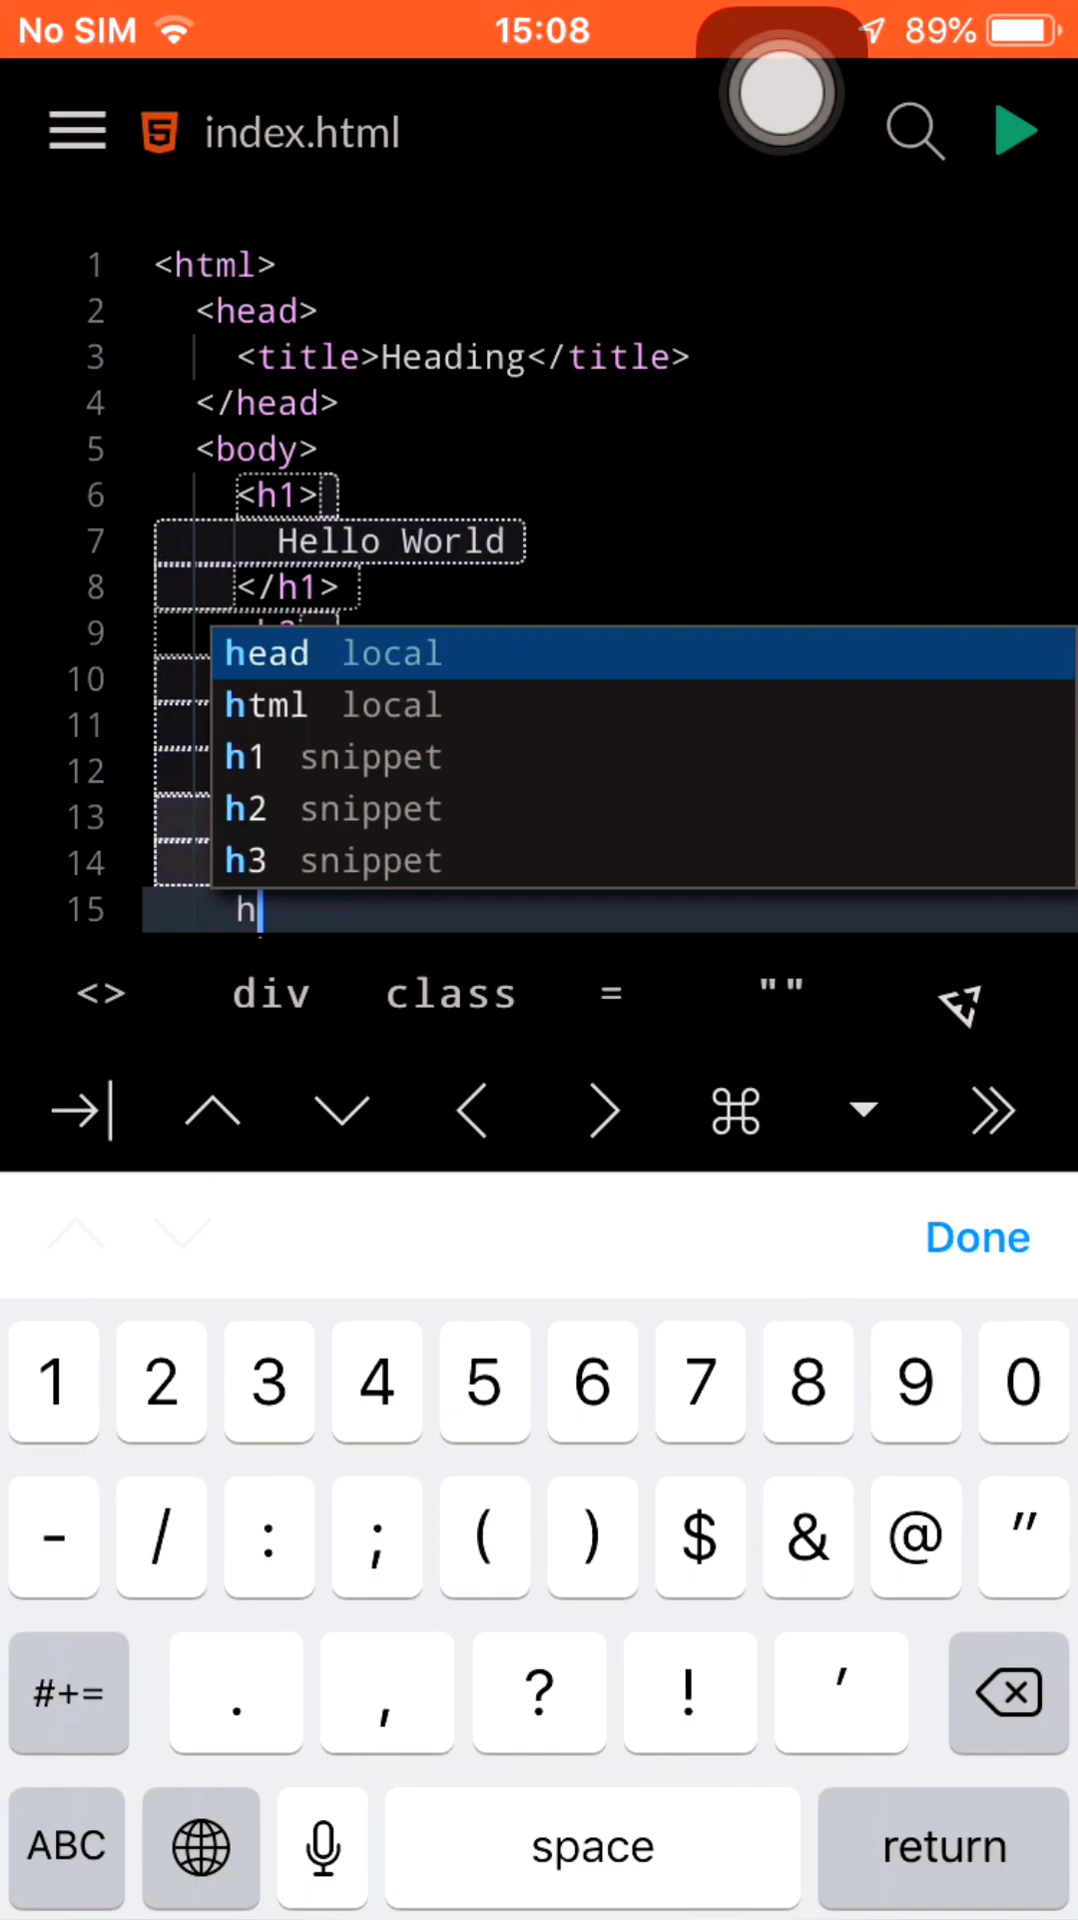 No SIM 15:08 89%
5 index.html
1 <html>
2 <head>
3 <title>Heading</title>
4 </head>
5 <body>
6 <h1>
7 Hello World
8 </h1>
9
head local
10
html local
11
h1 snippet
12
h2 snippet
13
14
h3 snippet
15 h
<> div class = ""
Done
1 2 3 4 5 6 7 8 9 0
- / : ; ( ) $ & @ "
#+= . , ? ! '
ABC space return